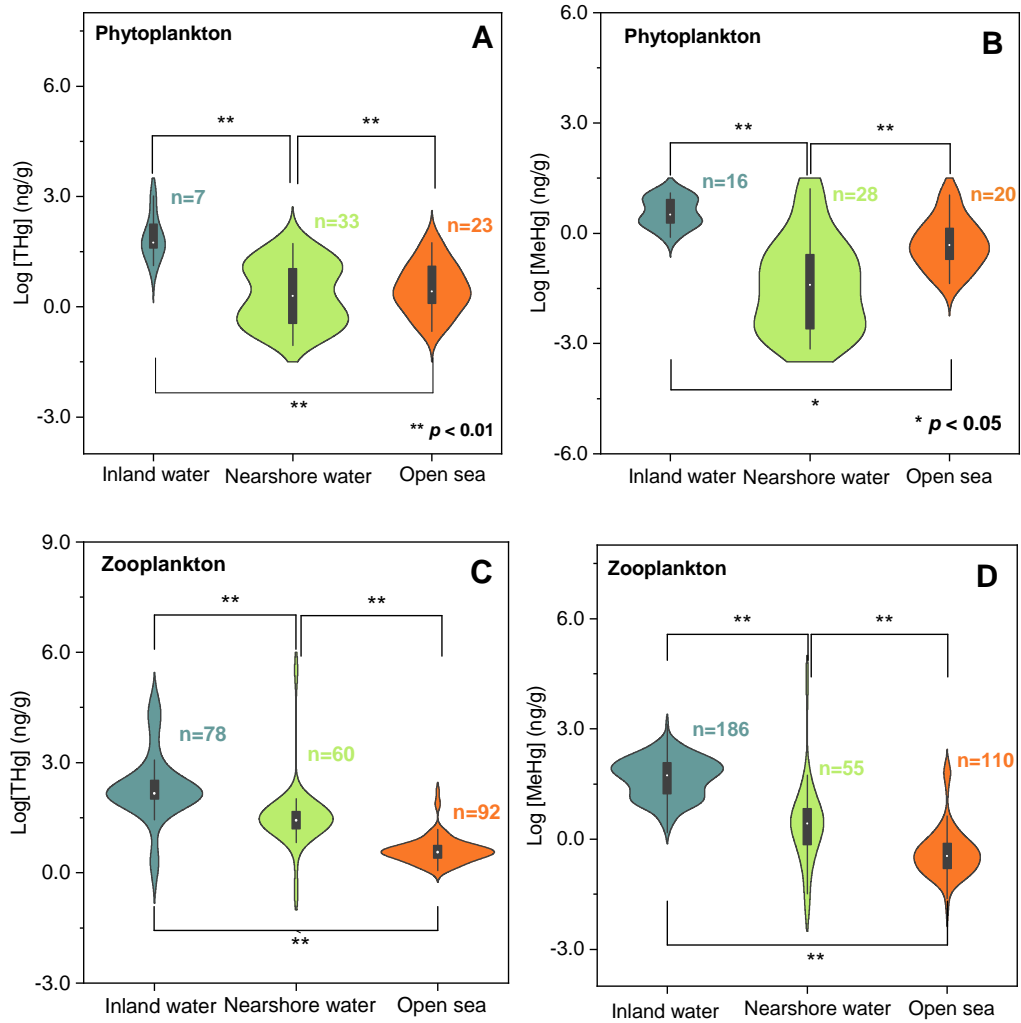 Phytoplankton A
6.0
3.0
0.0
-3.0
Log [THg] (ng/g)
** **
n=7
n=33
n=23
**
** p < 0.01
Inland water Nearshore water Open sea
Phytoplankton B
6.0
3.0
0.0
-3.0
-6.0
Log [MeHg] (ng/g)
** **
n=16
n=28
n=20
*
* p < 0.05
Inland water Nearshore water Open sea
Zooplankton C
9.0
6.0
3.0
0.0
-3.0
Log[THg] (ng/g)
** **
n=78
n=60
n=92
**
Inland water Nearshore water Open sea
Zooplankton D
6.0
3.0
0.0
-3.0
Log [MeHg] (ng/g)
** **
n=186
n=55
n=110
**
Inland water Nearshore water Open sea